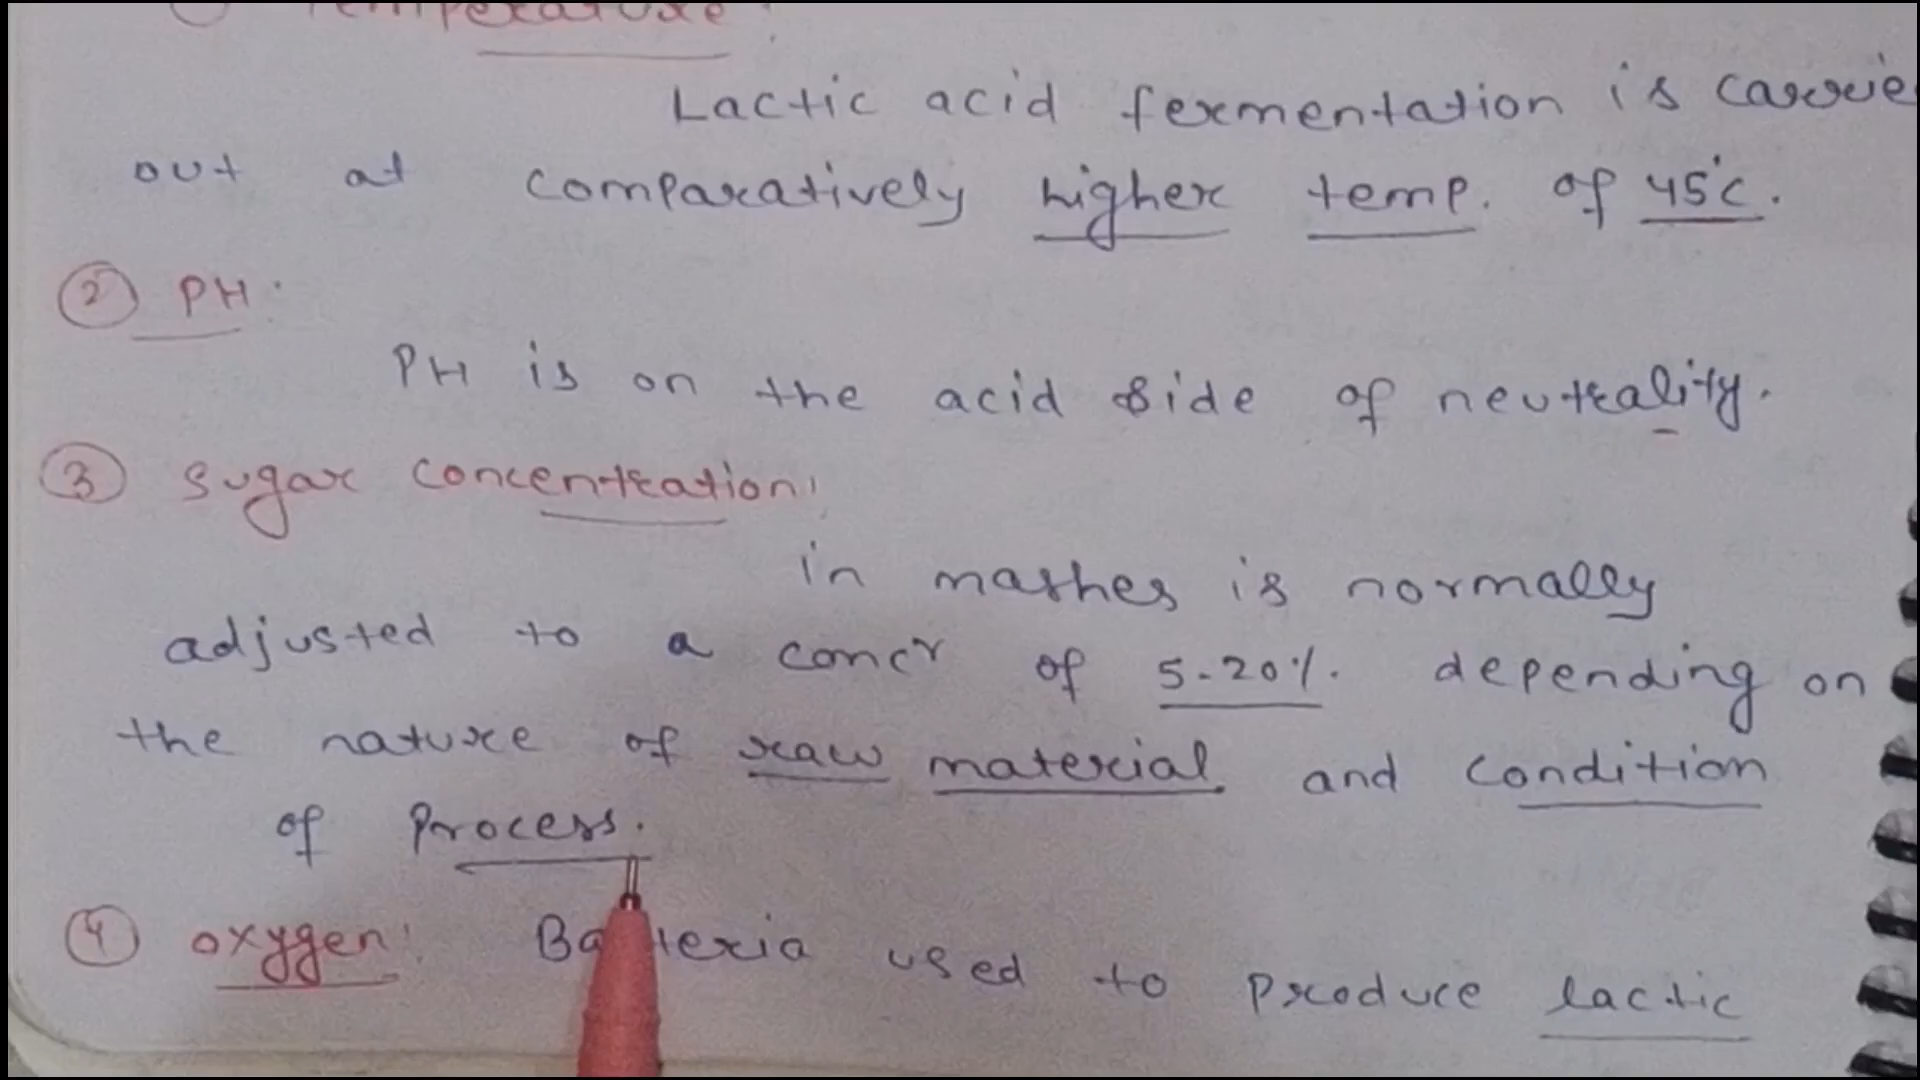 Temperature:
Lactic acid fermentation is carrie
out at comparatively higher temp. of 45°c.
② PH:
PH is on the acid side of neutrality.
③ Sugar concentration:
in mashes is normally
adjusted to a concⁿ of 5-20%. depending on
the nature of raw material and condition
of Process.
④ oxygen: Bacteria used to produce lactic